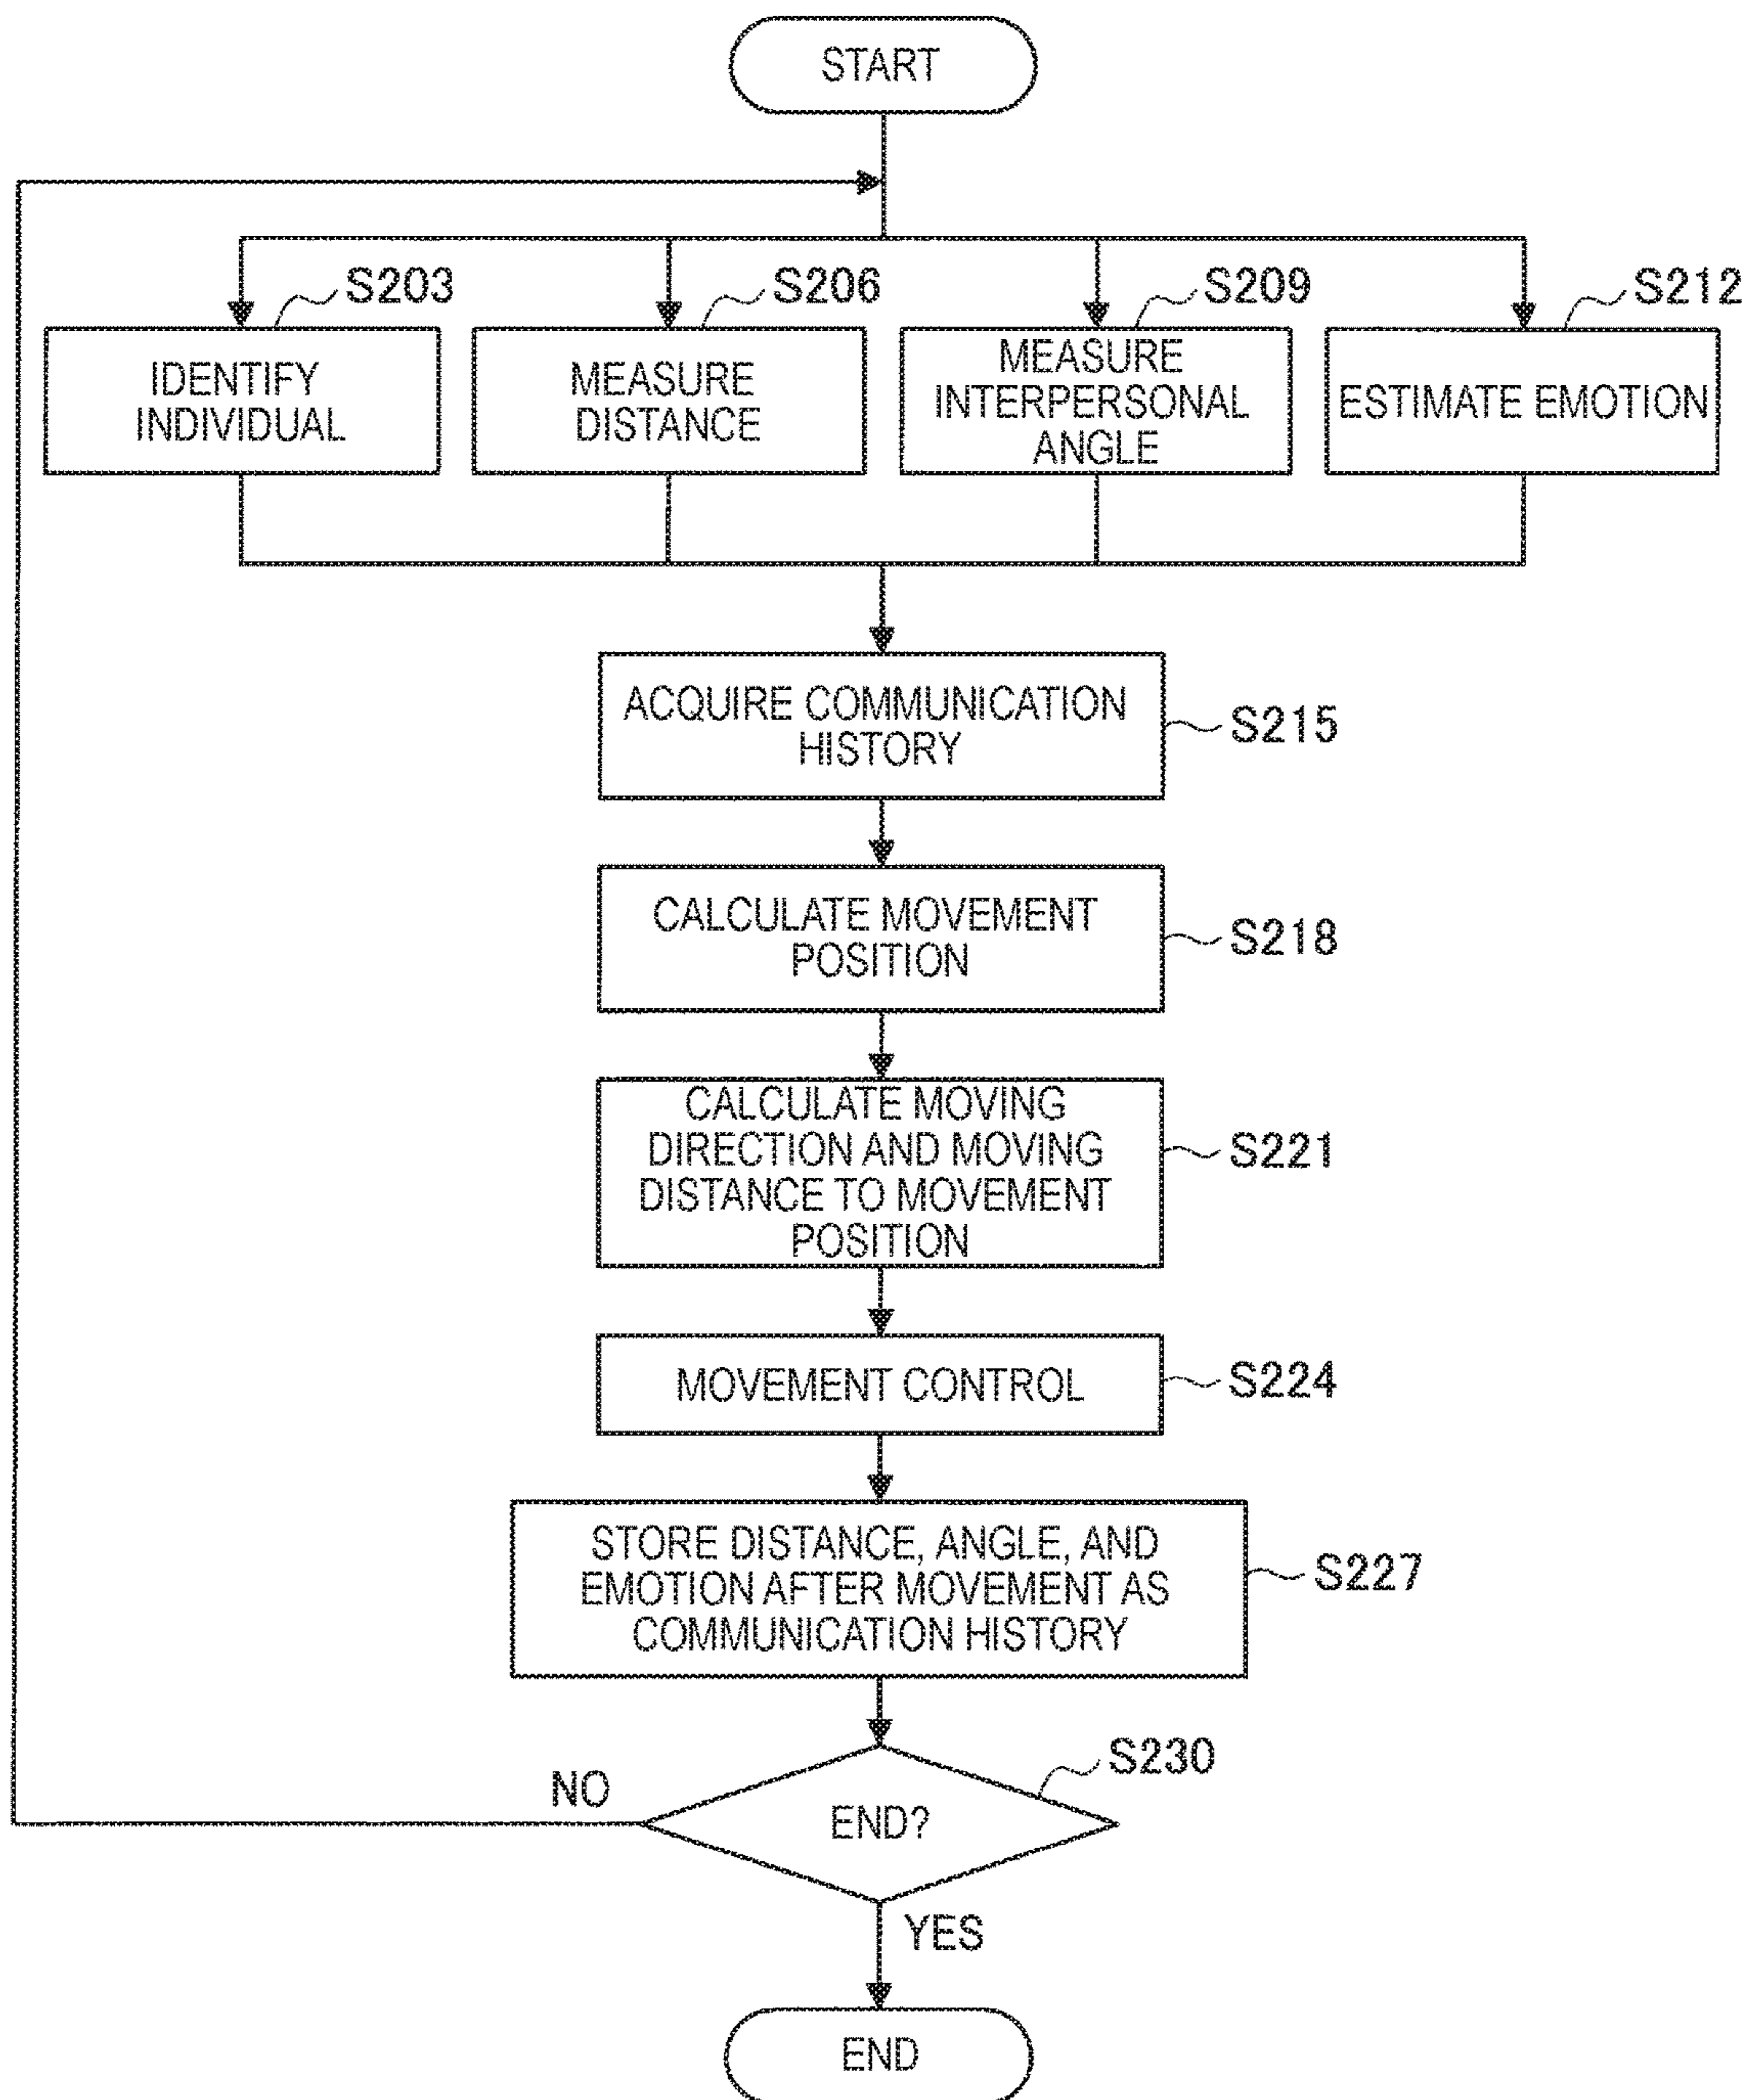 START
S203
S206
S209
S212
IDENTIFY
INDIVIDUAL
MEASURE
DISTANCE
MEASURE
INTERPERSONAL
ANGLE
ESTIMATE EMOTION
ACQUIRE COMMUNICATION
HISTORY
S215
CALCULATE MOVEMENT
POSITION
S218
CALCULATE MOVING
DIRECTION AND MOVING
DISTANCE TO MOVEMENT
POSITION
S221
MOVEMENT CONTROL
S224
STORE DISTANCE, ANGLE, AND
EMOTION AFTER MOVEMENT AS
COMMUNICATION HISTORY
S227
S230
NO
END?
YES
END